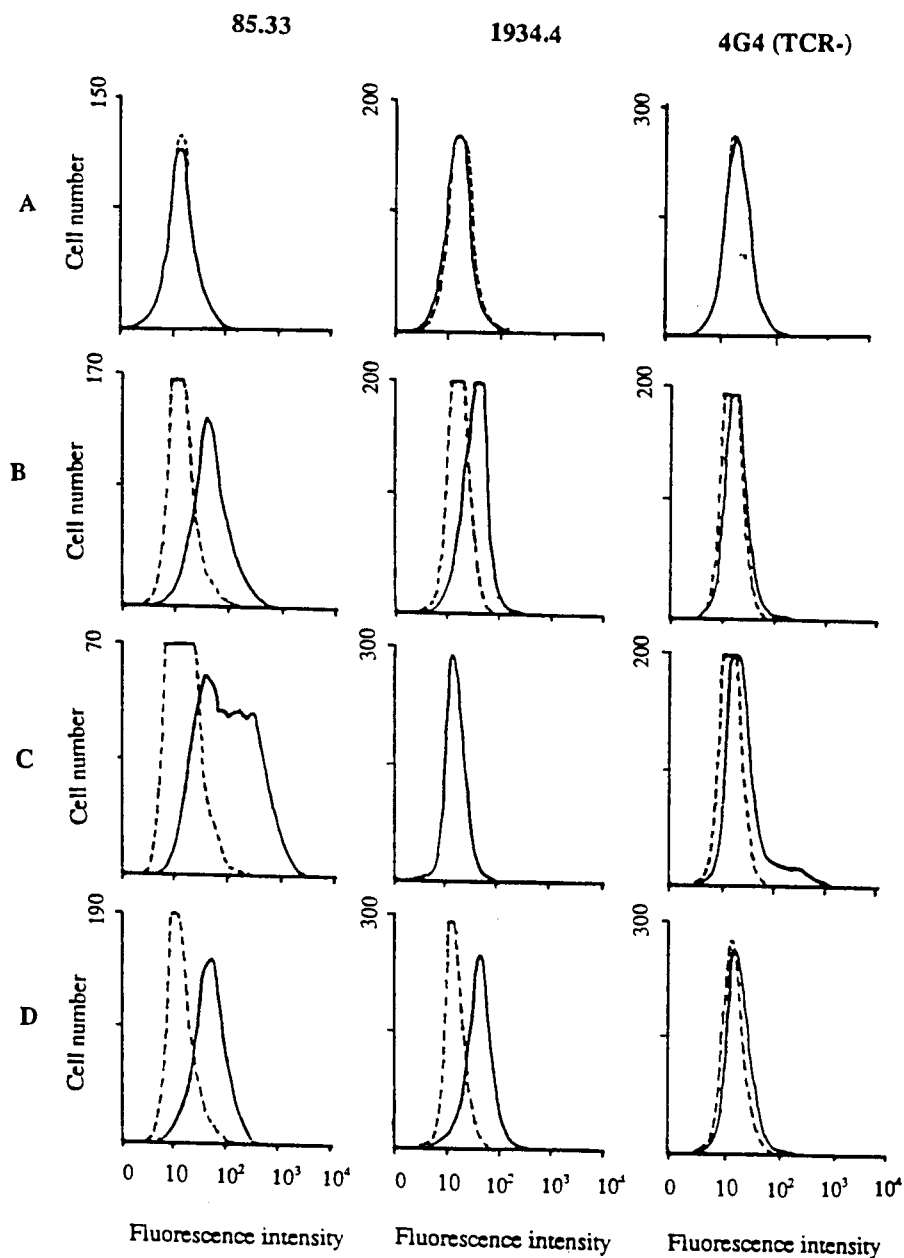 85.33 1934.4 4G4 (TCR-)
A
Cell number
150
200
300
B
Cell number
170
200
200
C
Cell number
70
300
200
D
Cell number
190
300
300
0 10 10² 10³ 10⁴ 0 10 10² 10³ 10⁴ 0 10 10² 10³ 10⁴
Fluorescence intensity Fluorescence intensity Fluorescence intensity